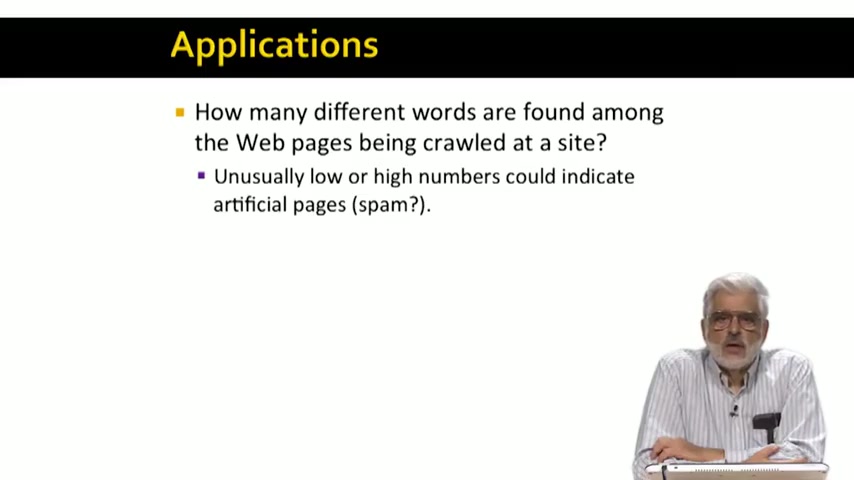 Applications
How many different words are found among
the Web pages being crawled at a site?
Unusually low or high numbers could indicate
artificial pages (spam?).